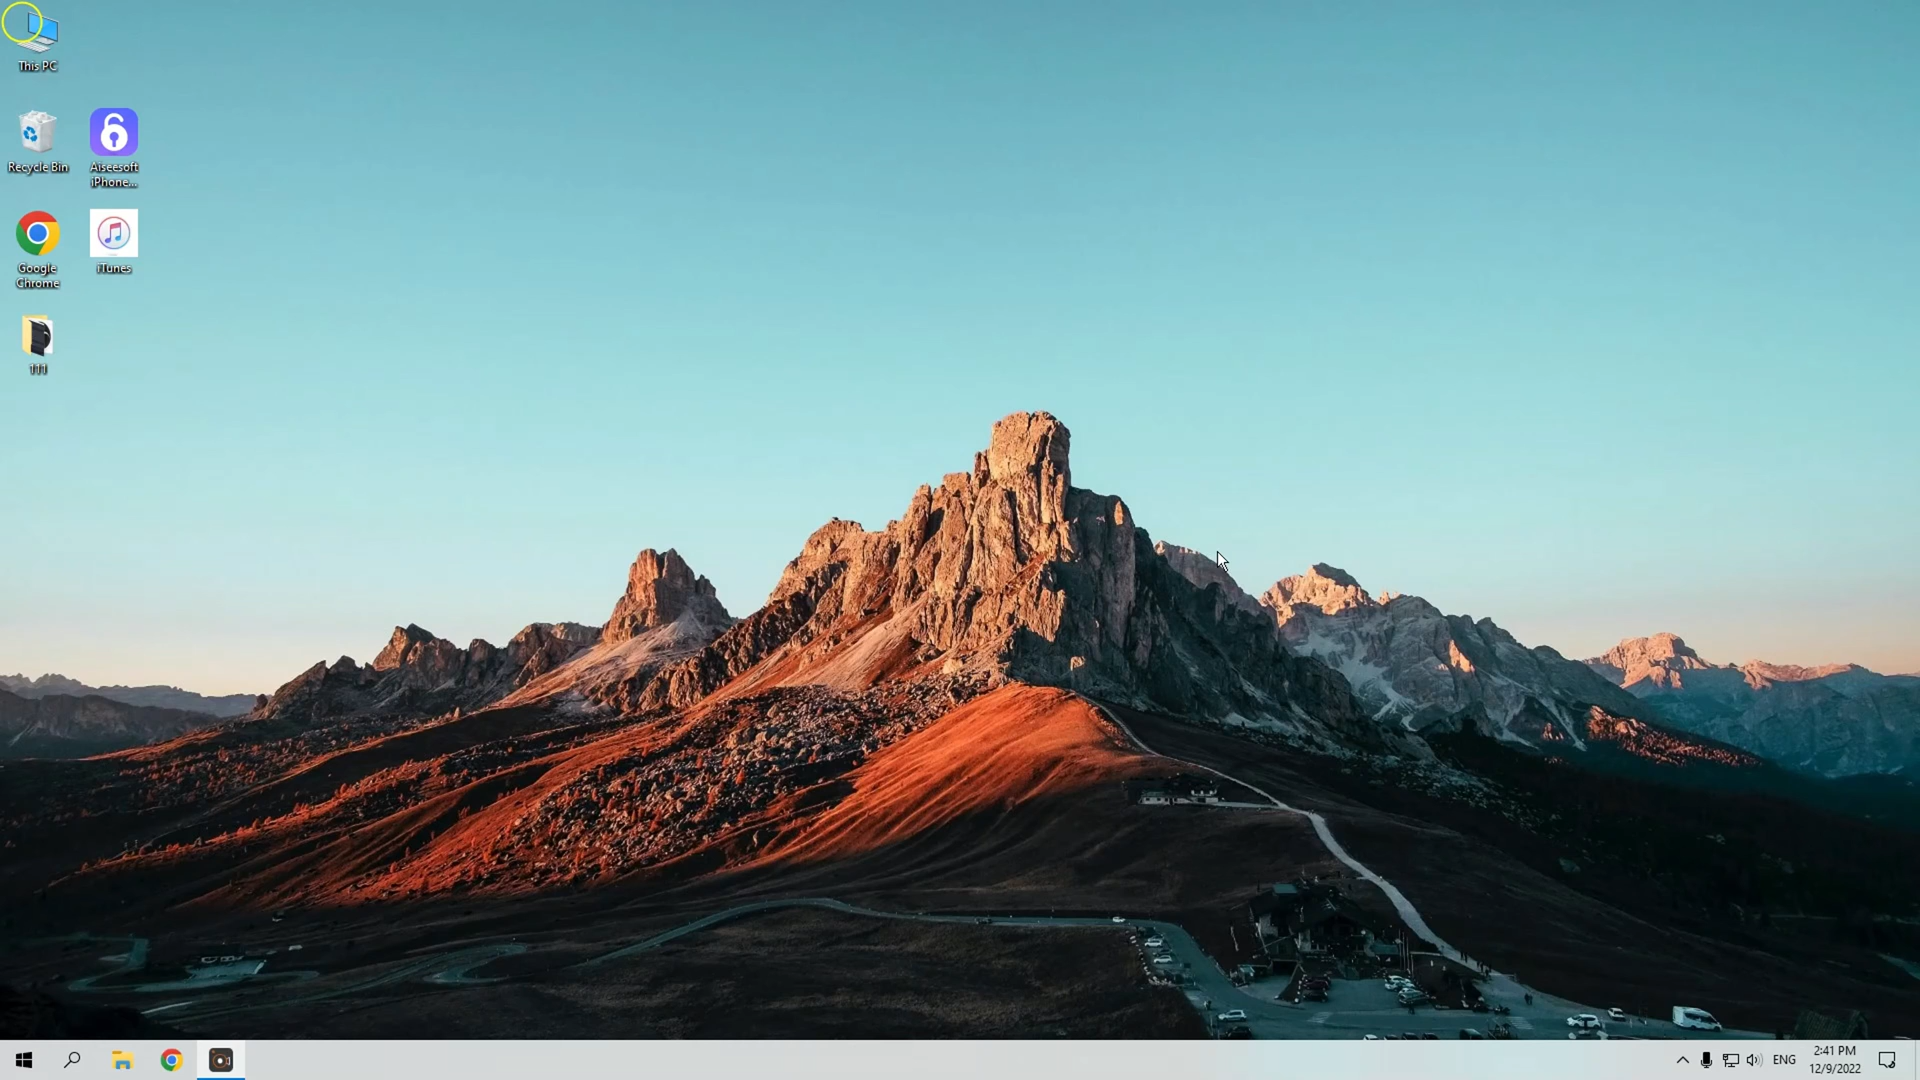 This PC
Recycle Bin
Aiseesoft
iPhone...
Google
Chrome
iTunes
111
ENG
2:41 PM
12/9/2022